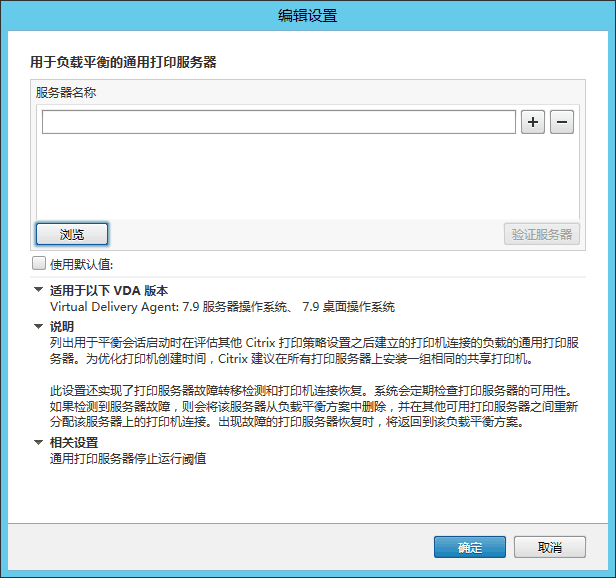 编辑设置
用于负载平衡的通用打印服务器
服务器名称
+ −
浏览 验证服务器
使用默认值:
适用于以下 VDA 版本
Virtual Delivery Agent: 7.9 服务器操作系统、 7.9 桌面操作系统
说明
列出用于平衡会话启动时在评估其他 Citrix 打印策略设置之后建立的打印机连接的负载的通用打印服
务器。为优化打印机创建时间，Citrix 建议在所有打印服务器上安装一组相同的共享打印机。
此设置还实现了打印服务器故障转移检测和打印机连接恢复。系统会定期检查打印服务器的可用性。
如果检测到服务器故障，则会将该服务器从负载平衡方案中删除，并在其他可用打印服务器之间重新
分配该服务器上的打印机连接。出现故障的打印服务器恢复时，将返回到该负载平衡方案。
相关设置
通用打印服务器停止运行阈值
确定 取消